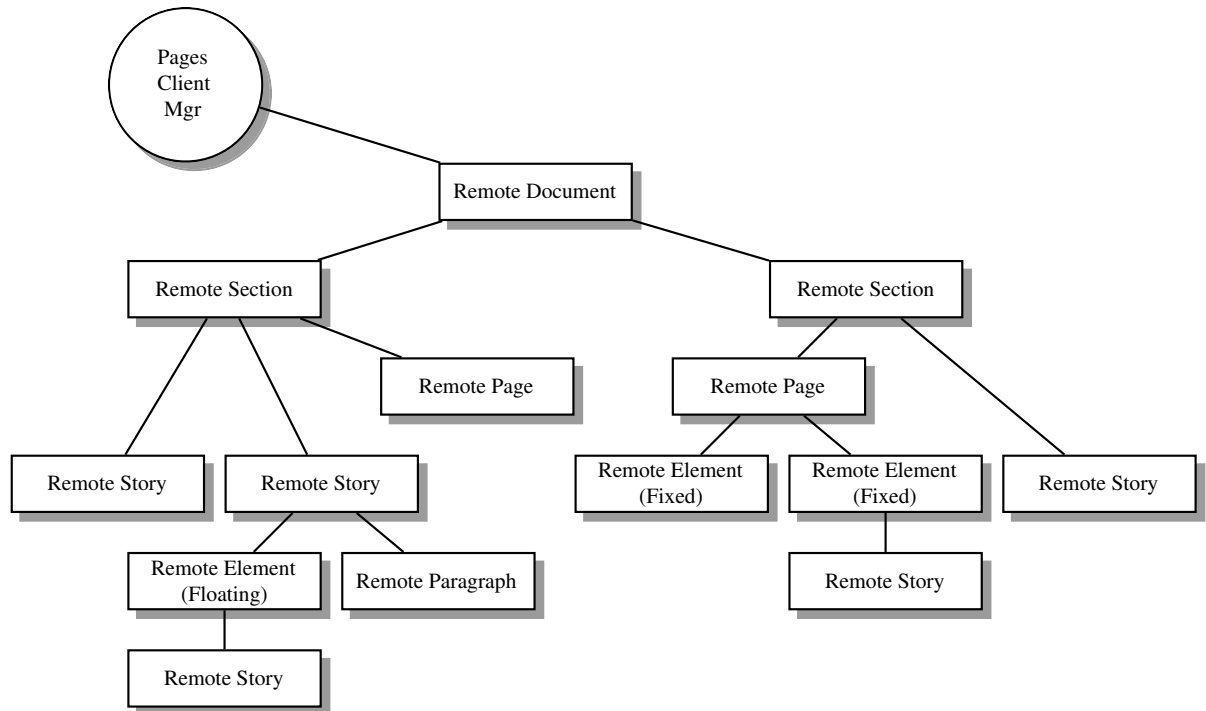 Pages
Client
Mgr
Remote Document
Remote Section
Remote Section
Remote Page
Remote Page
Remote Story
Remote Story
Remote Element
(Fixed)
Remote Element
(Fixed)
Remote Story
Remote Element
(Floating)
Remote Paragraph
Remote Story
Remote Story